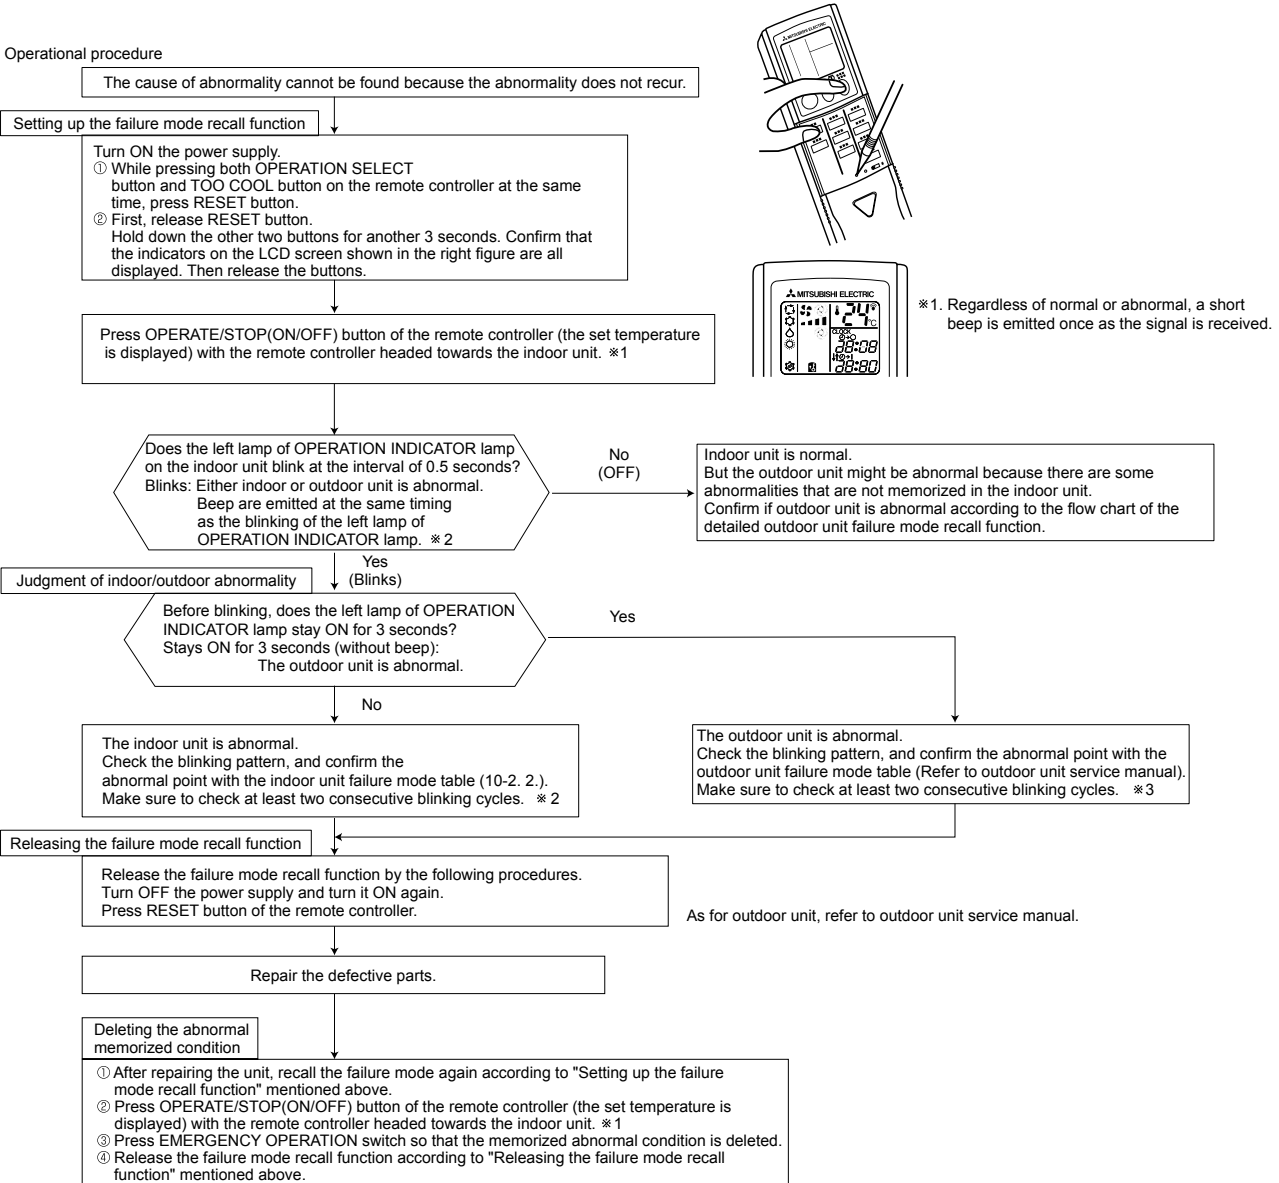 Operational procedure
The cause of abnormality cannot be found because the abnormality does not recur.
Setting up the failure mode recall function
Turn ON the power supply.
① While pressing both OPERATION SELECT
button and TOO COOL button on the remote controller at the same
time, press RESET button.
② First, release RESET button.
Hold down the other two buttons for another 3 seconds. Confirm that
the indicators on the LCD screen shown in the right figure are all
displayed. Then release the buttons.
MITSUBISHI ELECTRIC
MITSUBISHI ELECTRIC
24°C
CLOCK
28:08
28:80
※1. Regardless of normal or abnormal, a short
beep is emitted once as the signal is received.
Press OPERATE/STOP(ON/OFF) button of the remote controller (the set temperature
is displayed) with the remote controller headed towards the indoor unit. ※1
Does the left lamp of OPERATION INDICATOR lamp
on the indoor unit blink at the interval of 0.5 seconds?
Blinks: Either indoor or outdoor unit is abnormal.
Beep are emitted at the same timing
as the blinking of the left lamp of
OPERATION INDICATOR lamp. ※2
No
(OFF)
Indoor unit is normal.
But the outdoor unit might be abnormal because there are some
abnormalities that are not memorized in the indoor unit.
Confirm if outdoor unit is abnormal according to the flow chart of the
detailed outdoor unit failure mode recall function.
Yes
(Blinks)
Judgment of indoor/outdoor abnormality
Before blinking, does the left lamp of OPERATION
INDICATOR lamp stay ON for 3 seconds?
Stays ON for 3 seconds (without beep):
The outdoor unit is abnormal.
Yes
No
The indoor unit is abnormal.
Check the blinking pattern, and confirm the
abnormal point with the indoor unit failure mode table (10-2. 2.).
Make sure to check at least two consecutive blinking cycles. ※2
The outdoor unit is abnormal.
Check the blinking pattern, and confirm the abnormal point with the
outdoor unit failure mode table (Refer to outdoor unit service manual).
Make sure to check at least two consecutive blinking cycles. ※3
Releasing the failure mode recall function
Release the failure mode recall function by the following procedures.
Turn OFF the power supply and turn it ON again.
Press RESET button of the remote controller.
As for outdoor unit, refer to outdoor unit service manual.
Repair the defective parts.
Deleting the abnormal
memorized condition
① After repairing the unit, recall the failure mode again according to "Setting up the failure
mode recall function" mentioned above.
② Press OPERATE/STOP(ON/OFF) button of the remote controller (the set temperature is
displayed) with the remote controller headed towards the indoor unit. ※1
③ Press EMERGENCY OPERATION switch so that the memorized abnormal condition is deleted.
④ Release the failure mode recall function according to "Releasing the failure mode recall
function" mentioned above.